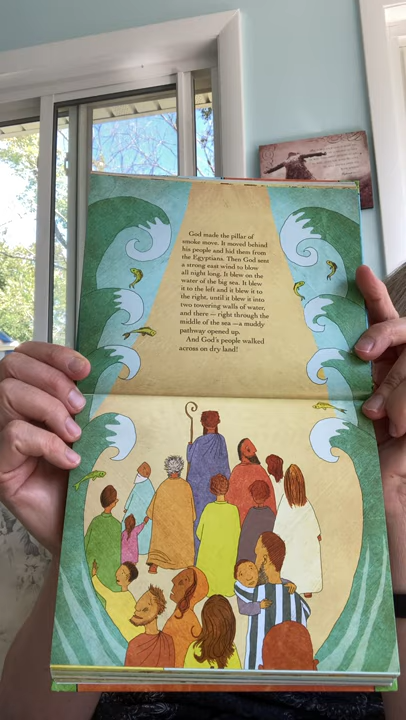 God made the pillar of
smoke move. It moved behind
his people and hid them from
the Egyptians. Then God sent
a strong east wind to blow
all night long. It blew on the
water of the big sea. It blew
it to the left and it blew it to
the right, until it blew it into
two towering walls of water,
and there — right through the
middle of the sea — a muddy
pathway opened up.
And God's people walked
across on dry land!